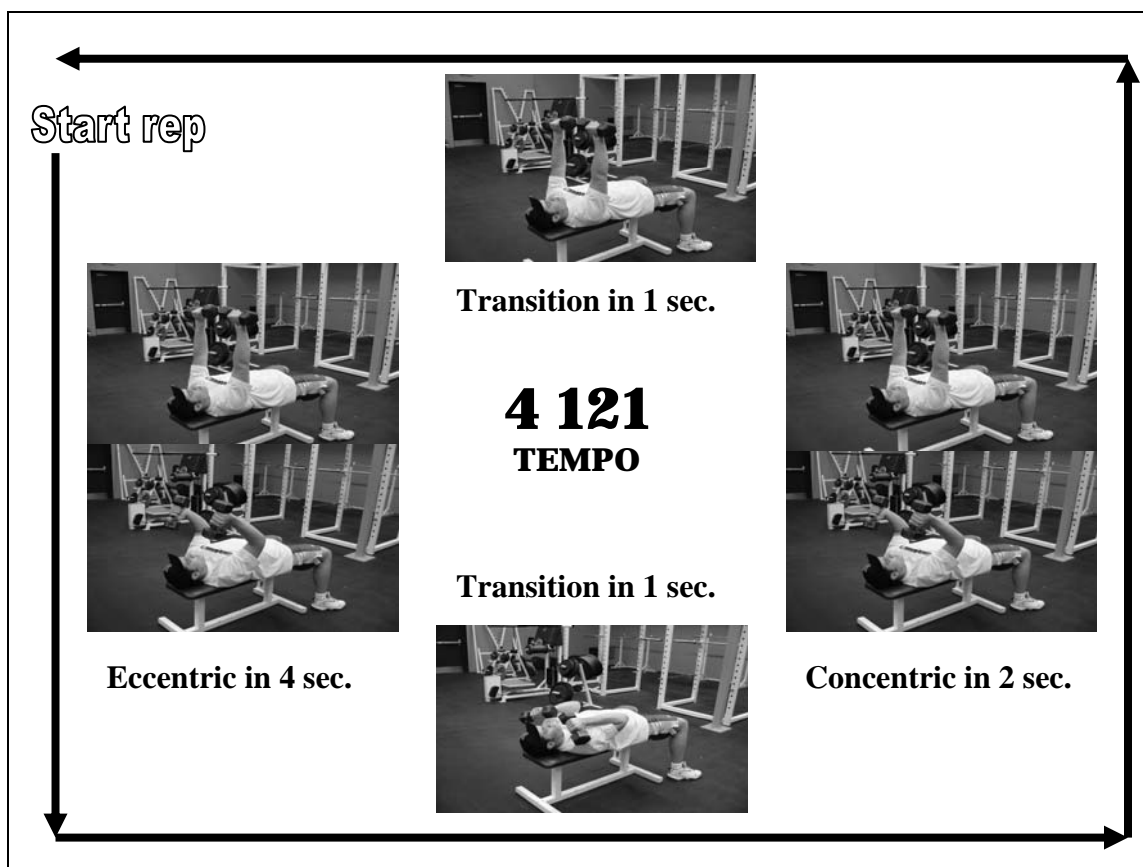 Start rep
Transition in 1 sec.
4 121
TEMPO
Transition in 1 sec.
Eccentric in 4 sec.
Concentric in 2 sec.